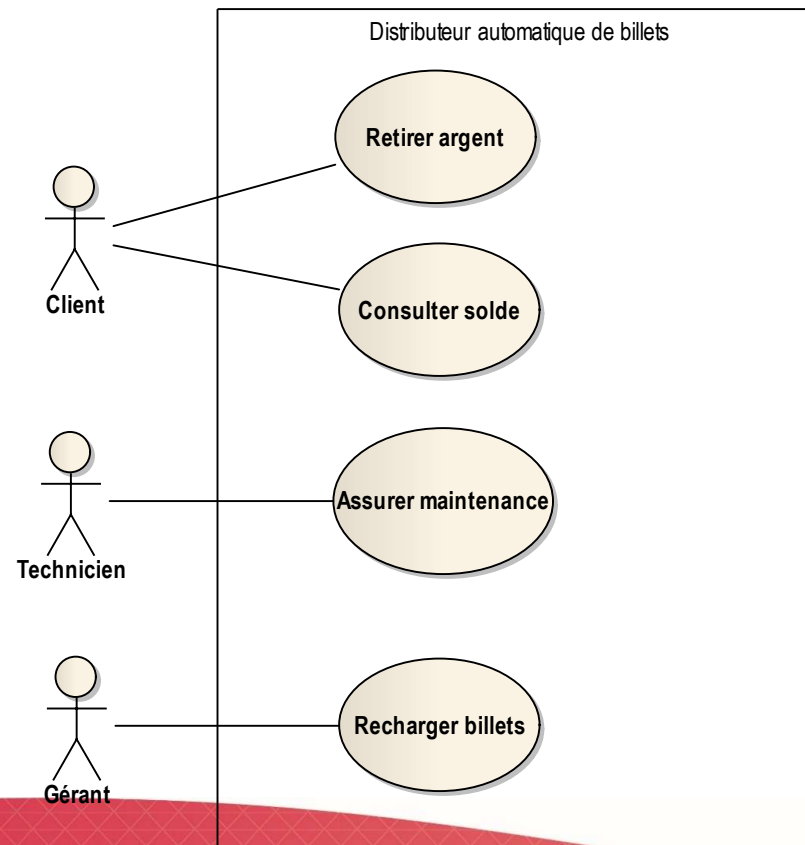 Distributeur automatique de billets
Retirer argent
Client
Consulter solde
Assurer maintenance
Technicien
Recharger billets
Gérant